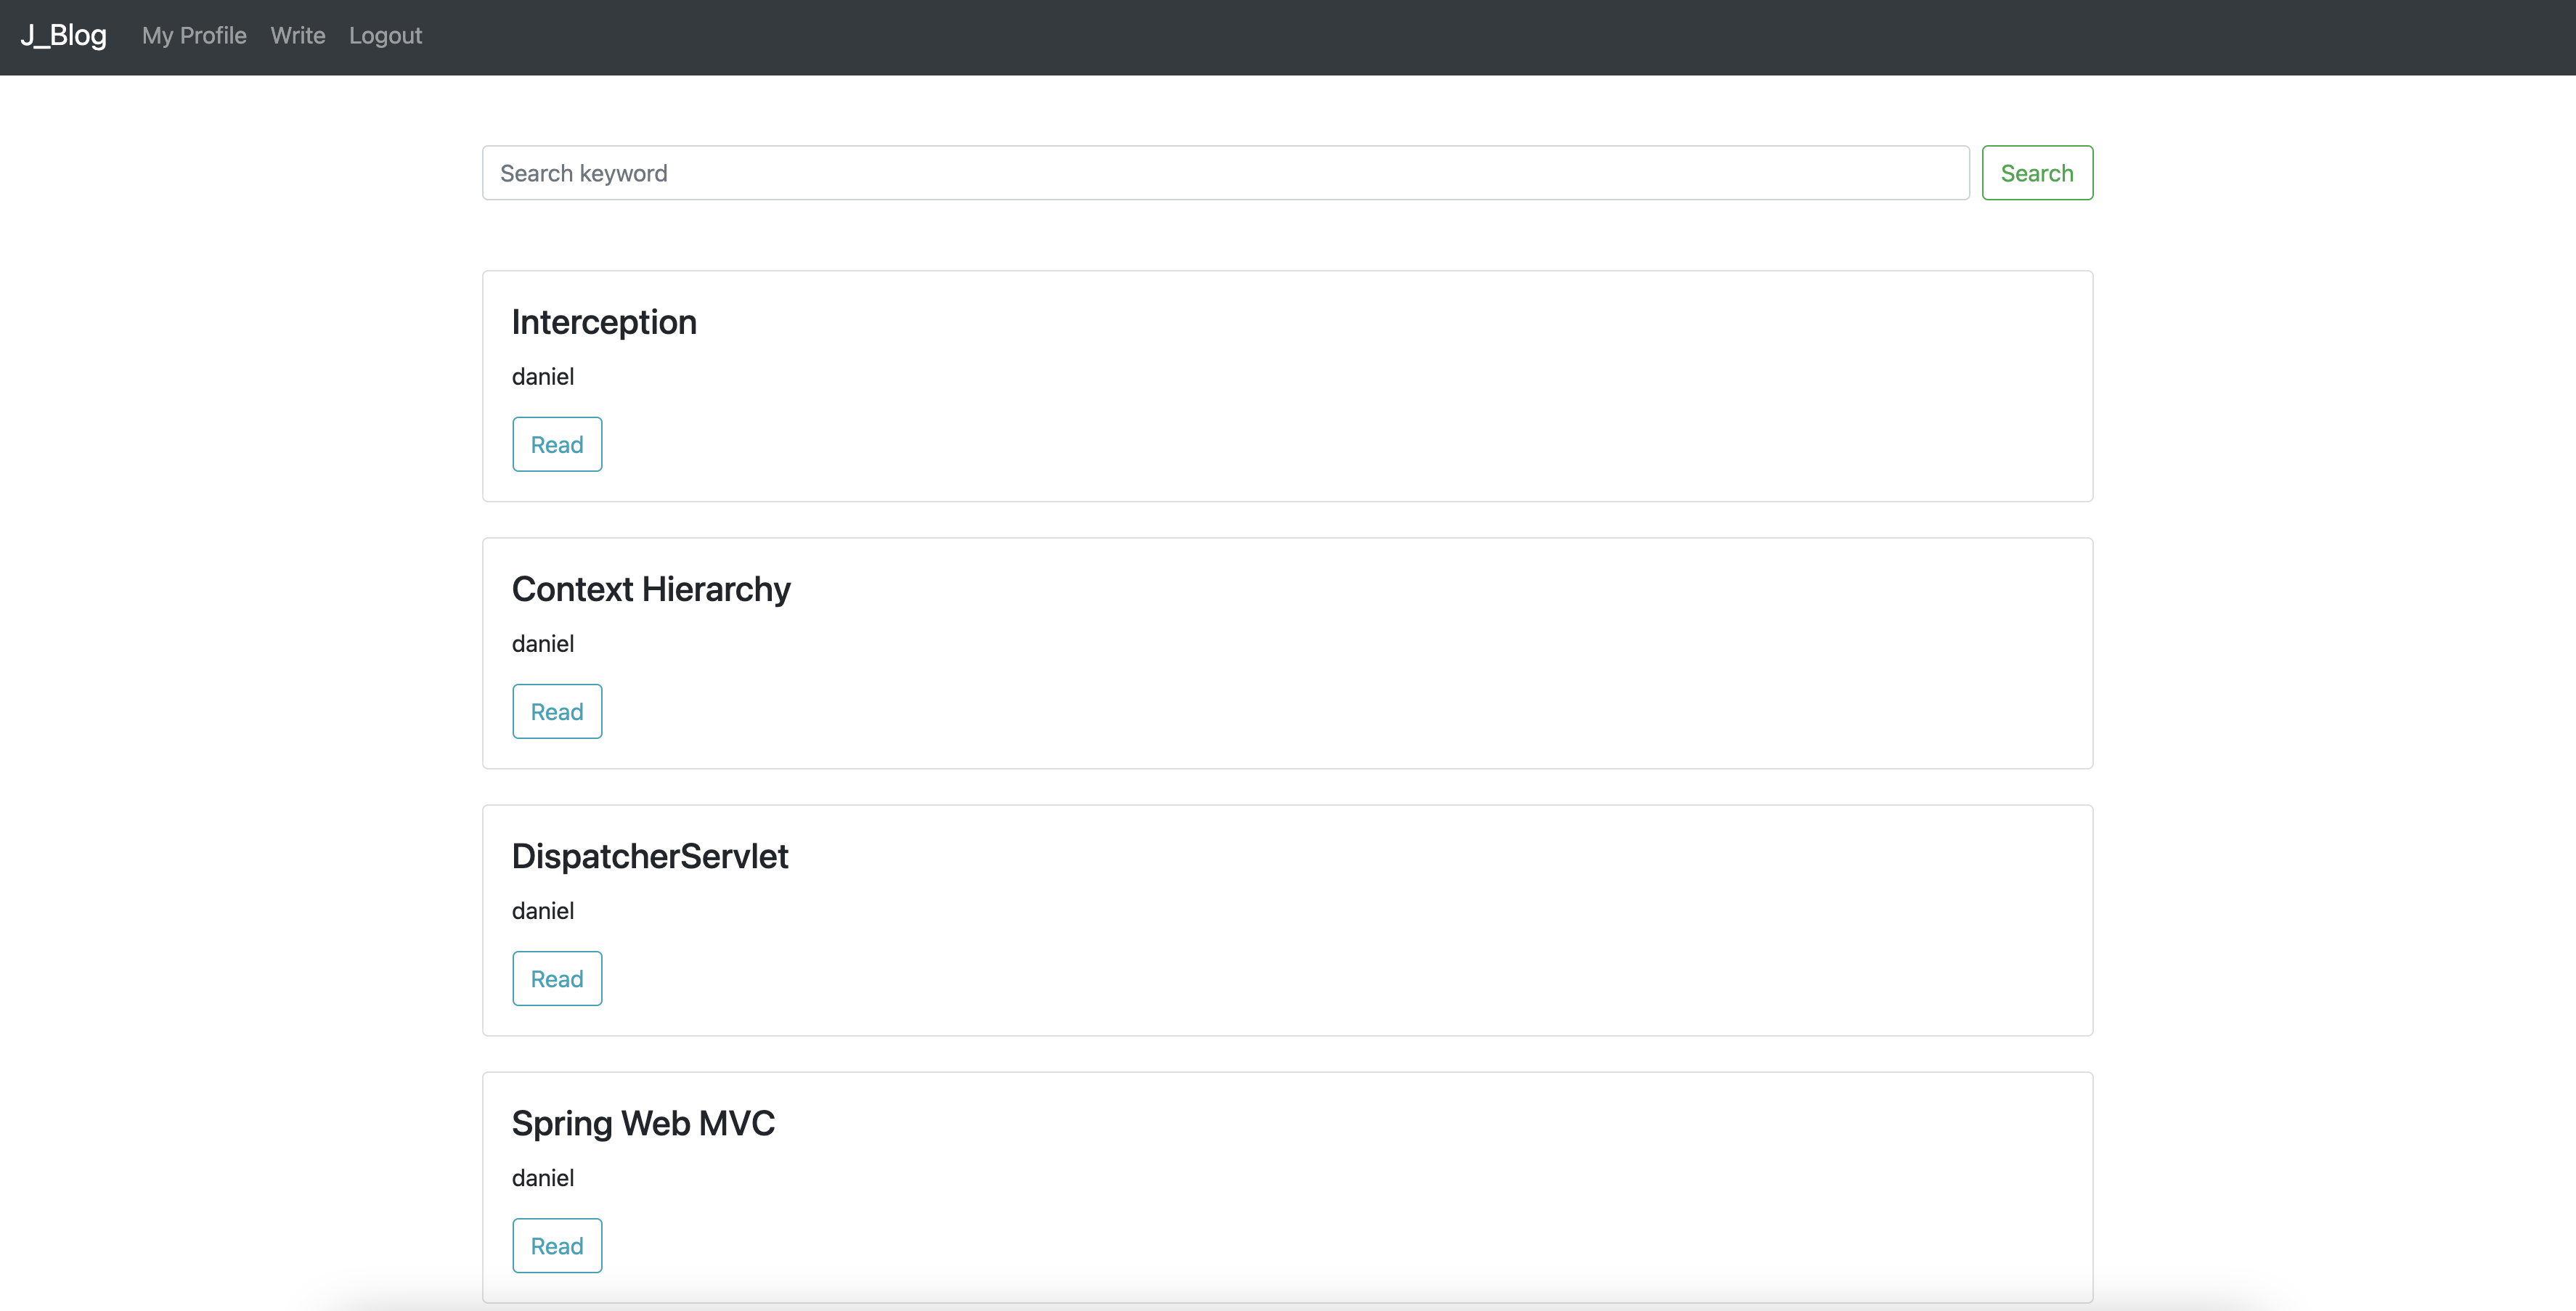 J_Blog My Profile Write Logout
Search keyword Search
Interception
daniel
Read
Context Hierarchy
daniel
Read
DispatcherServlet
daniel
Read
Spring Web MVC
daniel
Read